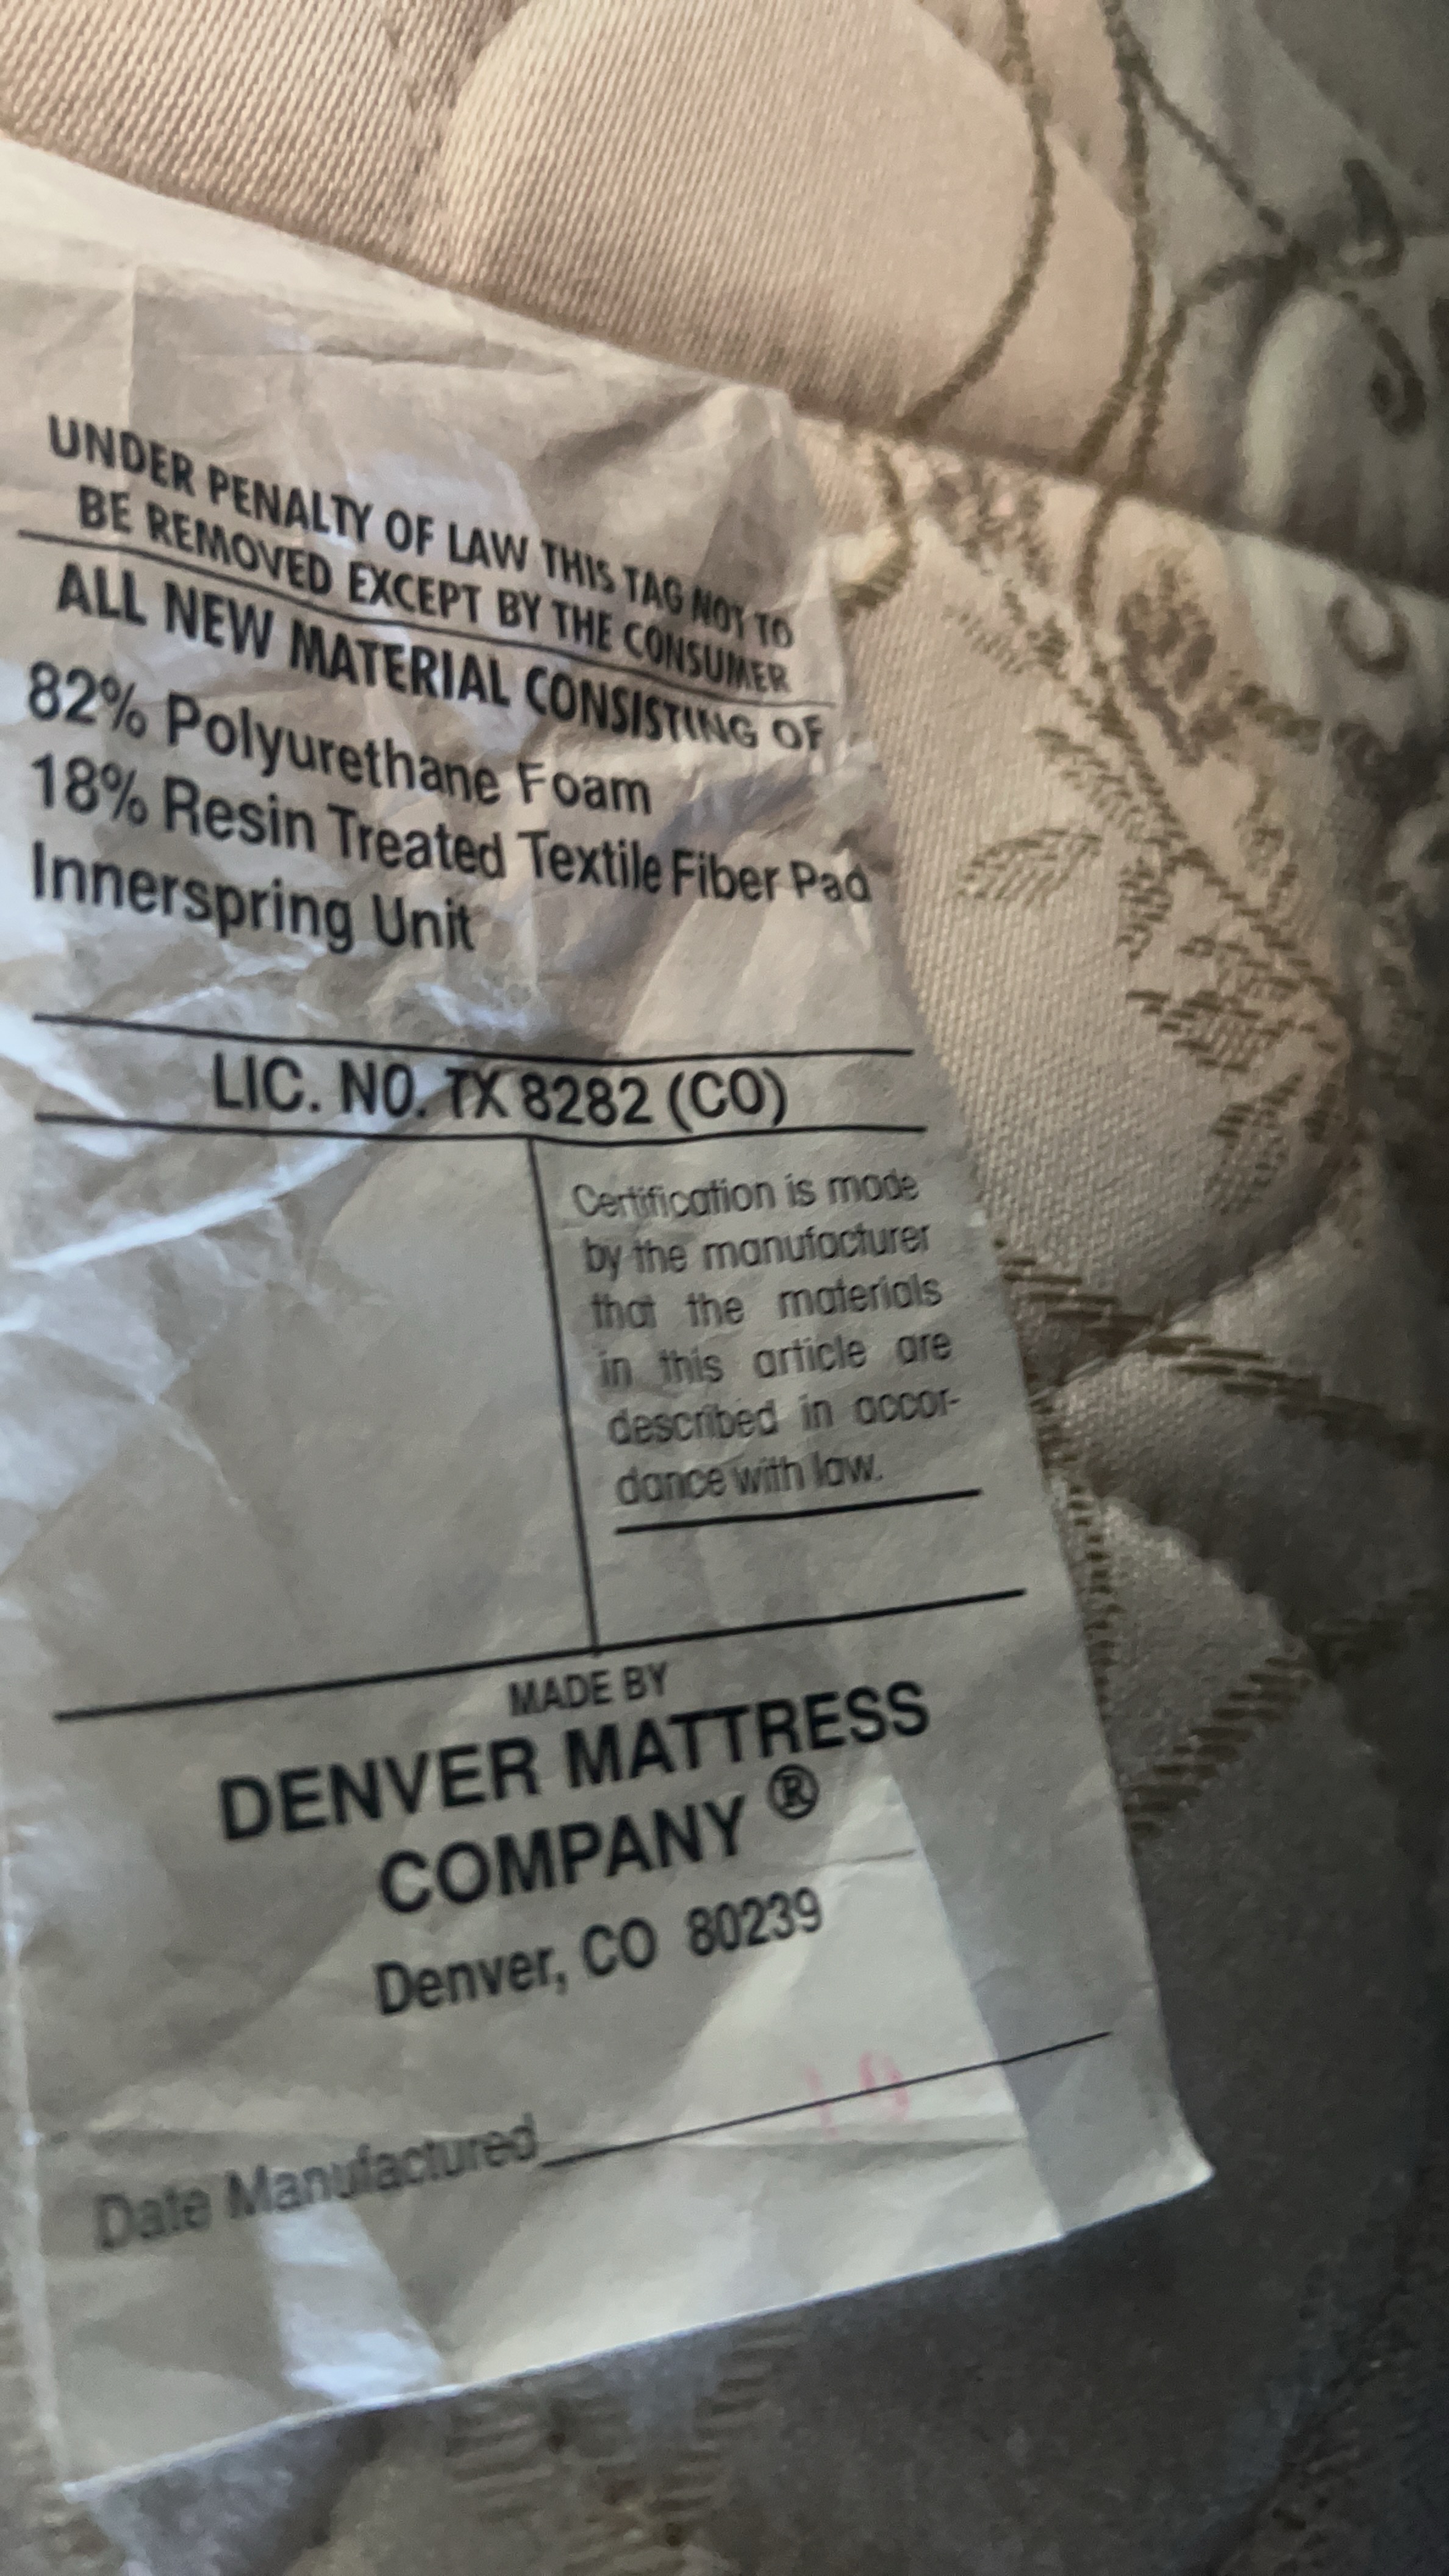 UNDER PENALTY OF LAW THIS TAG NOT TO
BE REMOVED EXCEPT BY THE CONSUMER
ALL NEW MATERIAL CONSISTING OF
82% Polyurethane Foam
18% Resin Treated Textile Fiber Pad
Innerspring Unit
LIC. NO. TX 8282 (CO)
Certification is made
by the manufacturer
that the materials
in this article are
described in accor-
dance with law.
MADE BY
DENVER MATTRESS
COMPANY ®
Denver, CO 80239
Date Manufactured